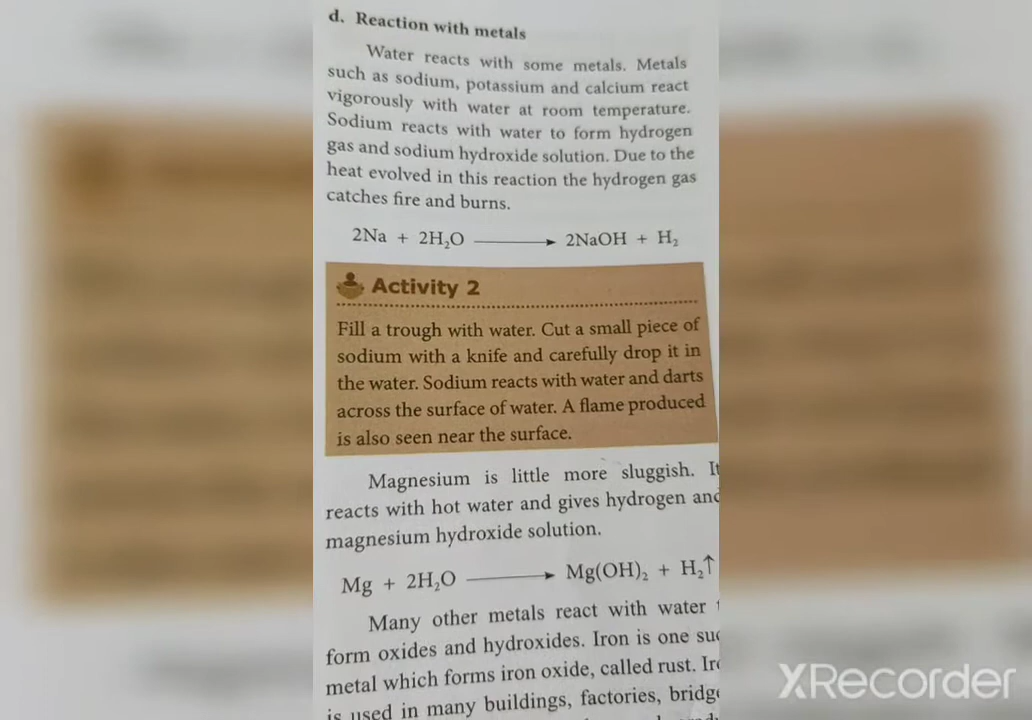 d. Reaction with metals
Water reacts with some metals. Metals
such as sodium, potassium and calcium react
vigorously with water at room temperature.
Sodium reacts with water to form hydrogen
gas and sodium hydroxide solution. Due to the
heat evolved in this reaction the hydrogen gas
catches fire and burns.
2Na + 2H₂O ⟶ 2NaOH + H₂
Activity 2
Fill a trough with water. Cut a small piece of
sodium with a knife and carefully drop it in
the water. Sodium reacts with water and darts
across the surface of water. A flame produced
is also seen near the surface.
Magnesium is little more sluggish. It
reacts with hot water and gives hydrogen and
magnesium hydroxide solution.
Mg + 2H₂O ⟶ Mg(OH)₂ + H₂↑
Many other metals react with water
form oxides and hydroxides. Iron is one
metal which forms iron oxide, called rust.
is used in many buildings, factories,
XRecorder